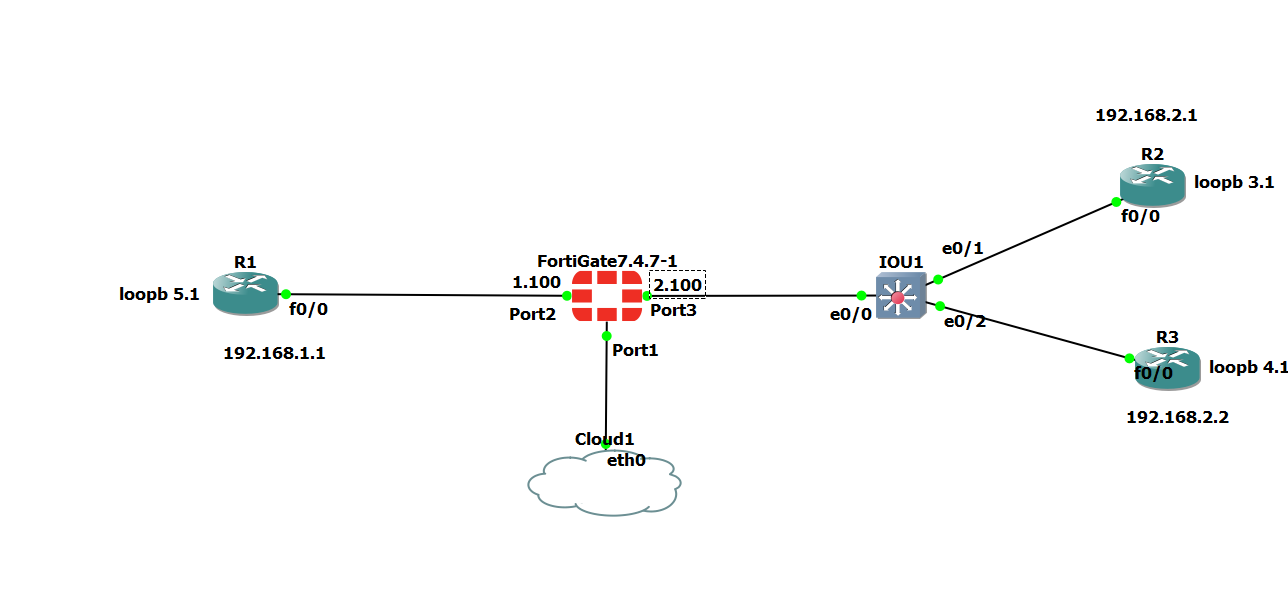 192.168.2.1
R2
loopb 3.1
f0/0
e0/1
R1
FortiGate7.4.7-1
IOU1
1.100
2.100
loopb 5.1
f0/0
Port2
Port3
e0/0
e0/2
192.168.1.1
Port1
R3
loopb 4.1
f0/0
192.168.2.2
Cloud1
eth0